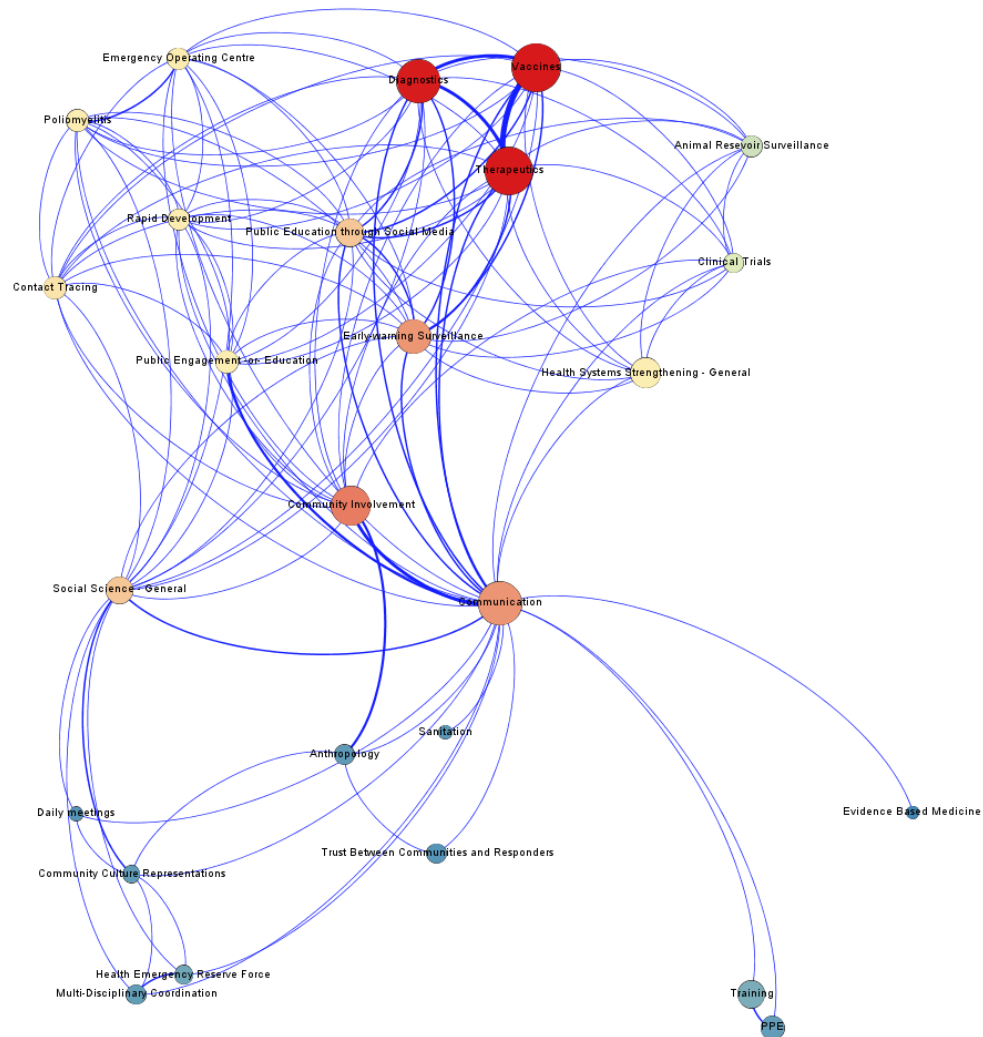 Emergency Operating Centre
Vaccines
Diagnostics
Poliomyelitis
Animal Resevoir Surveillance
Therapeutics
Rapid Development
Public Education through Social Media
Clinical Trials
Contact Tracing
Early-warning Surveillance
Public Engagement -or- Education
Health Systems Strengthening - General
Community Involvement
Social Science - General
Communication
Sanitation
Anthropology
Daily meetings
Evidence Based Medicine
Trust Between Communities and Responders
Community Culture Representations
Health Emergency Reserve Force
Multi-Disciplinary Coordination
Training
PPE